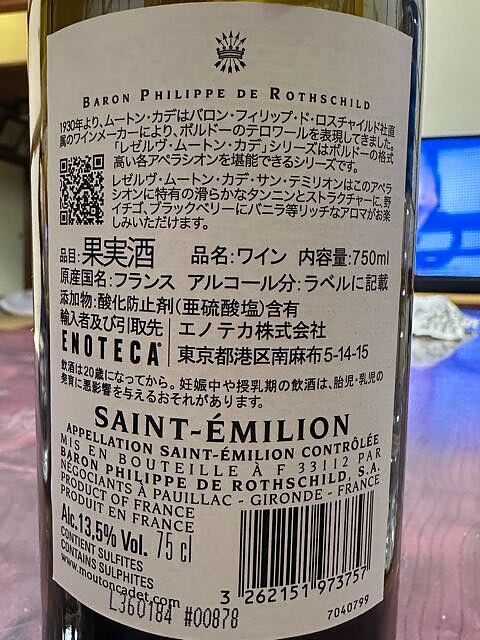 BARON PHILIPPE DE ROTHSCHILD
1930年より、ムートン・カデはバロン・フィリップ・ド・ロスチャイルド社直
属のワインメーカーにより、ボルドーのテロワールを表現してきました。
「レゼルヴ・ムートン・カデ」シリーズはボルドーの格式
高い各アペラシオンを堪能できるシリーズです。
レゼルヴ・ムートン・カデ・サン・テミリオンはこのアペラ
シオンに特有の滑らかなタンニンとストラクチャーに、野
イチゴ、ブラックベリーにバニラ等リッチなアロマがお楽
しみいただけます。
品目:果実酒 品名:ワイン 内容量:750ml
原産国名:フランス アルコール分:ラベルに記載
添加物:酸化防止剤(亜硫酸塩)含有
輸入者及び引取先 エノテカ株式会社
ENOTECA 東京都港区南麻布5-14-15
飲酒は20歳になってから。妊娠中や授乳期の飲酒は、胎児・乳児の
発育に悪影響を与えるおそれがあります。
SAINT-ÉMILION
APPELLATION SAINT-ÉMILION CONTRÔLÉE
MIS EN BOUTEILLE À F 33112 PAR
BARON PHILIPPE DE ROTHSCHILD, S.A.
NÉGOCIANTS À PAUILLAC - GIRONDE - FRANCE
PRODUCT OF FRANCE
PRODUIT EN FRANCE
Alc.13,5% Vol. 75 cl
CONTIENT SULFITES
CONTAINS SULPHITES
www.moutoncadet.com
3 262151 973757
7040799
L360184 #00878